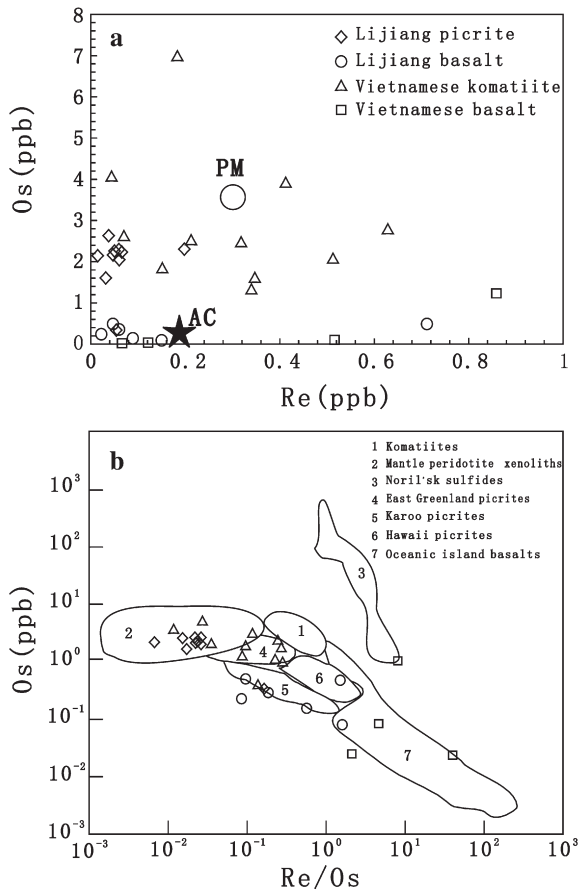 a
Lijiang picrite
Lijiang basalt
Vietnamese komatiite
Vietnamese basalt
8
7
6
5
4
3
2
1
0
Os(ppb)
PM
AC
0 0.2 0.4 0.6 0.8 1
Re(ppb)
b
1 Komatiites
2 Mantle peridotite xenoliths
3 Noril'sk sulfides
4 East Greenland picrites
5 Karoo picrites
6 Hawaii picrites
7 Oceanic island basalts
10³
10²
10¹
10⁰
10⁻¹
10⁻²
10⁻³
Os(ppb)
3
2
1
4
6
5
7
10⁻³ 10⁻² 10⁻¹ 10⁰ 10¹ 10² 10³
Re/Os